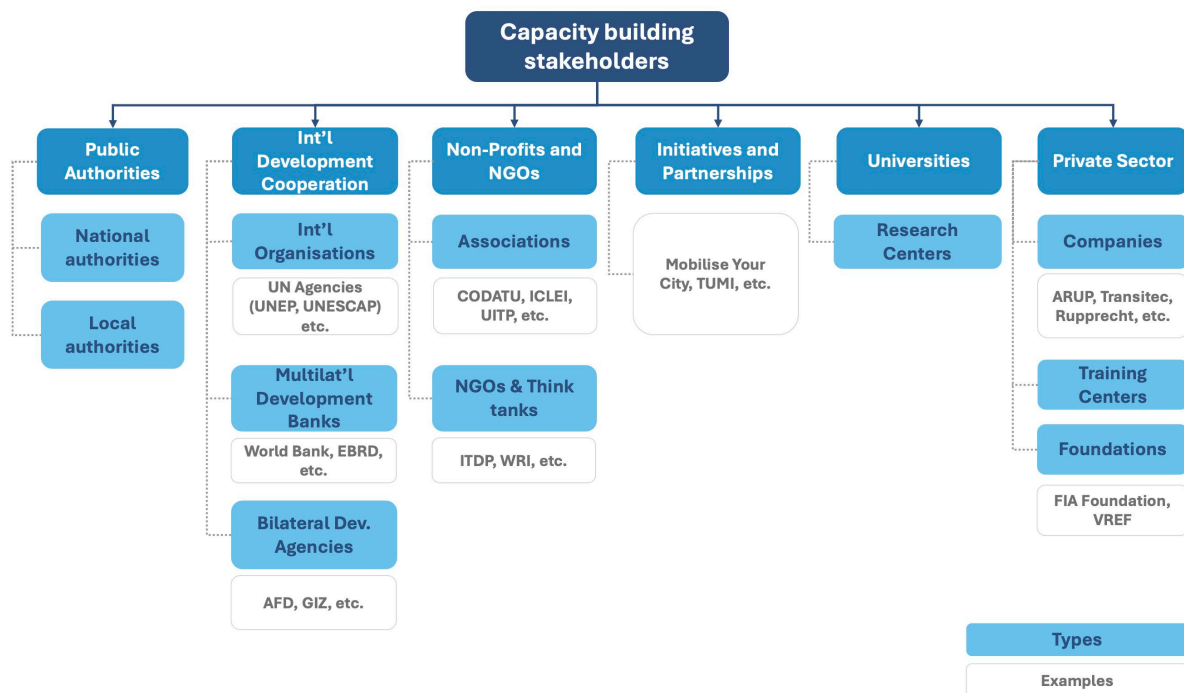 Capacity building
stakeholders
Public
Authorities
National
authorities
Local
authorities
Int'l
Development
Cooperation
Int'l
Organisations
UN Agencies
(UNEP, UNESCAP)
etc.
Multilat'l
Development
Banks
World Bank, EBRD,
etc.
Bilateral Dev.
Agencies
AFD, GIZ, etc.
Non-Profits and
NGOs
Associations
CODATU, ICLEI,
UITP, etc.
NGOs & Think
tanks
ITDP, WRI, etc.
Initiatives and
Partnerships
Mobilise Your
City, TUMI, etc.
Universities
Research
Centers
Private Sector
Companies
ARUP, Transitec,
Rupprecht, etc.
Training
Centers
Foundations
FIA Foundation,
VREF
Types
Examples